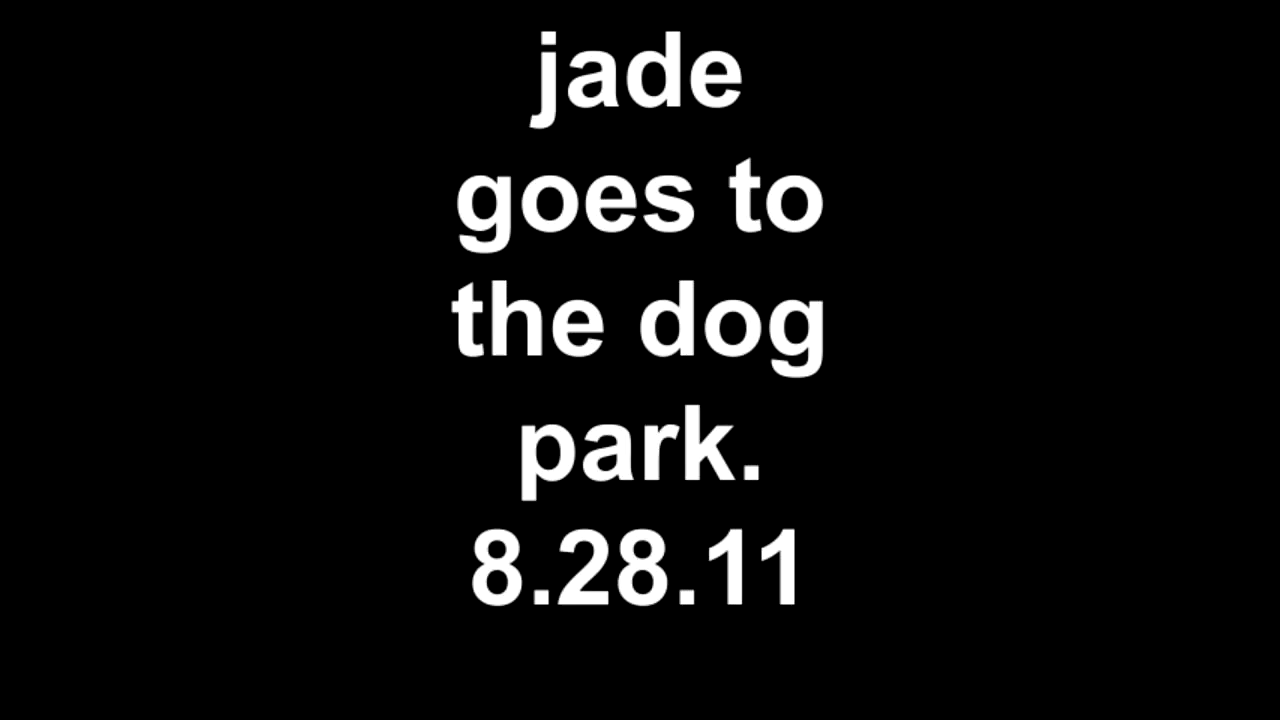 jade
goes to
the dog
park.
8.28.11